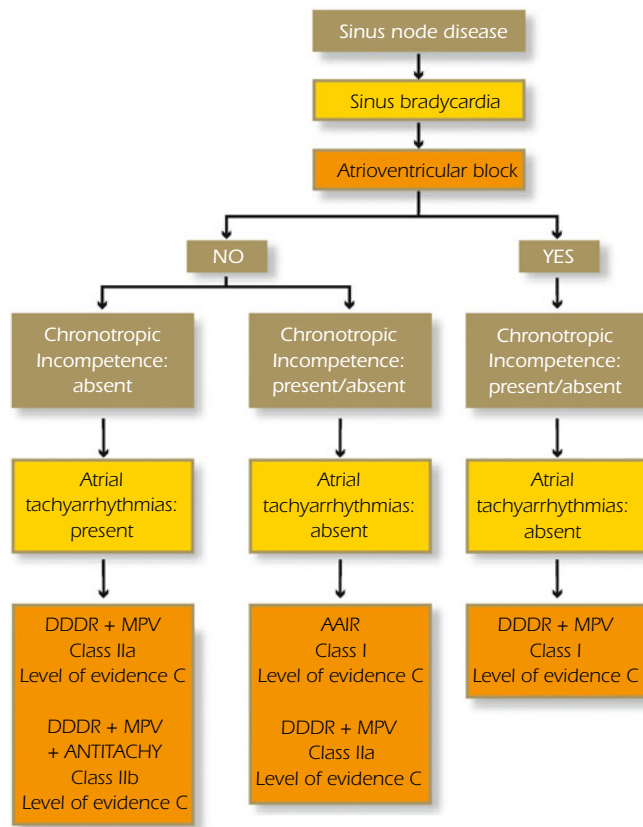 Sinus node disease
Sinus bradycardia
Atrioventricular block
NO
YES
Chronotropic
Incompetence:
absent
Chronotropic
Incompetence:
present/absent
Chronotropic
Incompetence:
present/absent
Atrial
tachyarrhythmias:
present
Atrial
tachyarrhythmias:
absent
Atrial
tachyarrhythmias:
absent
DDDR + MPV
Class IIa
Level of evidence C
DDDR + MPV
+ ANTITACHY
Class IIb
Level of evidence C
AAIR
Class I
Level of evidence C
DDDR + MPV
Class IIa
Level of evidence C
DDDR + MPV
Class I
Level of evidence C